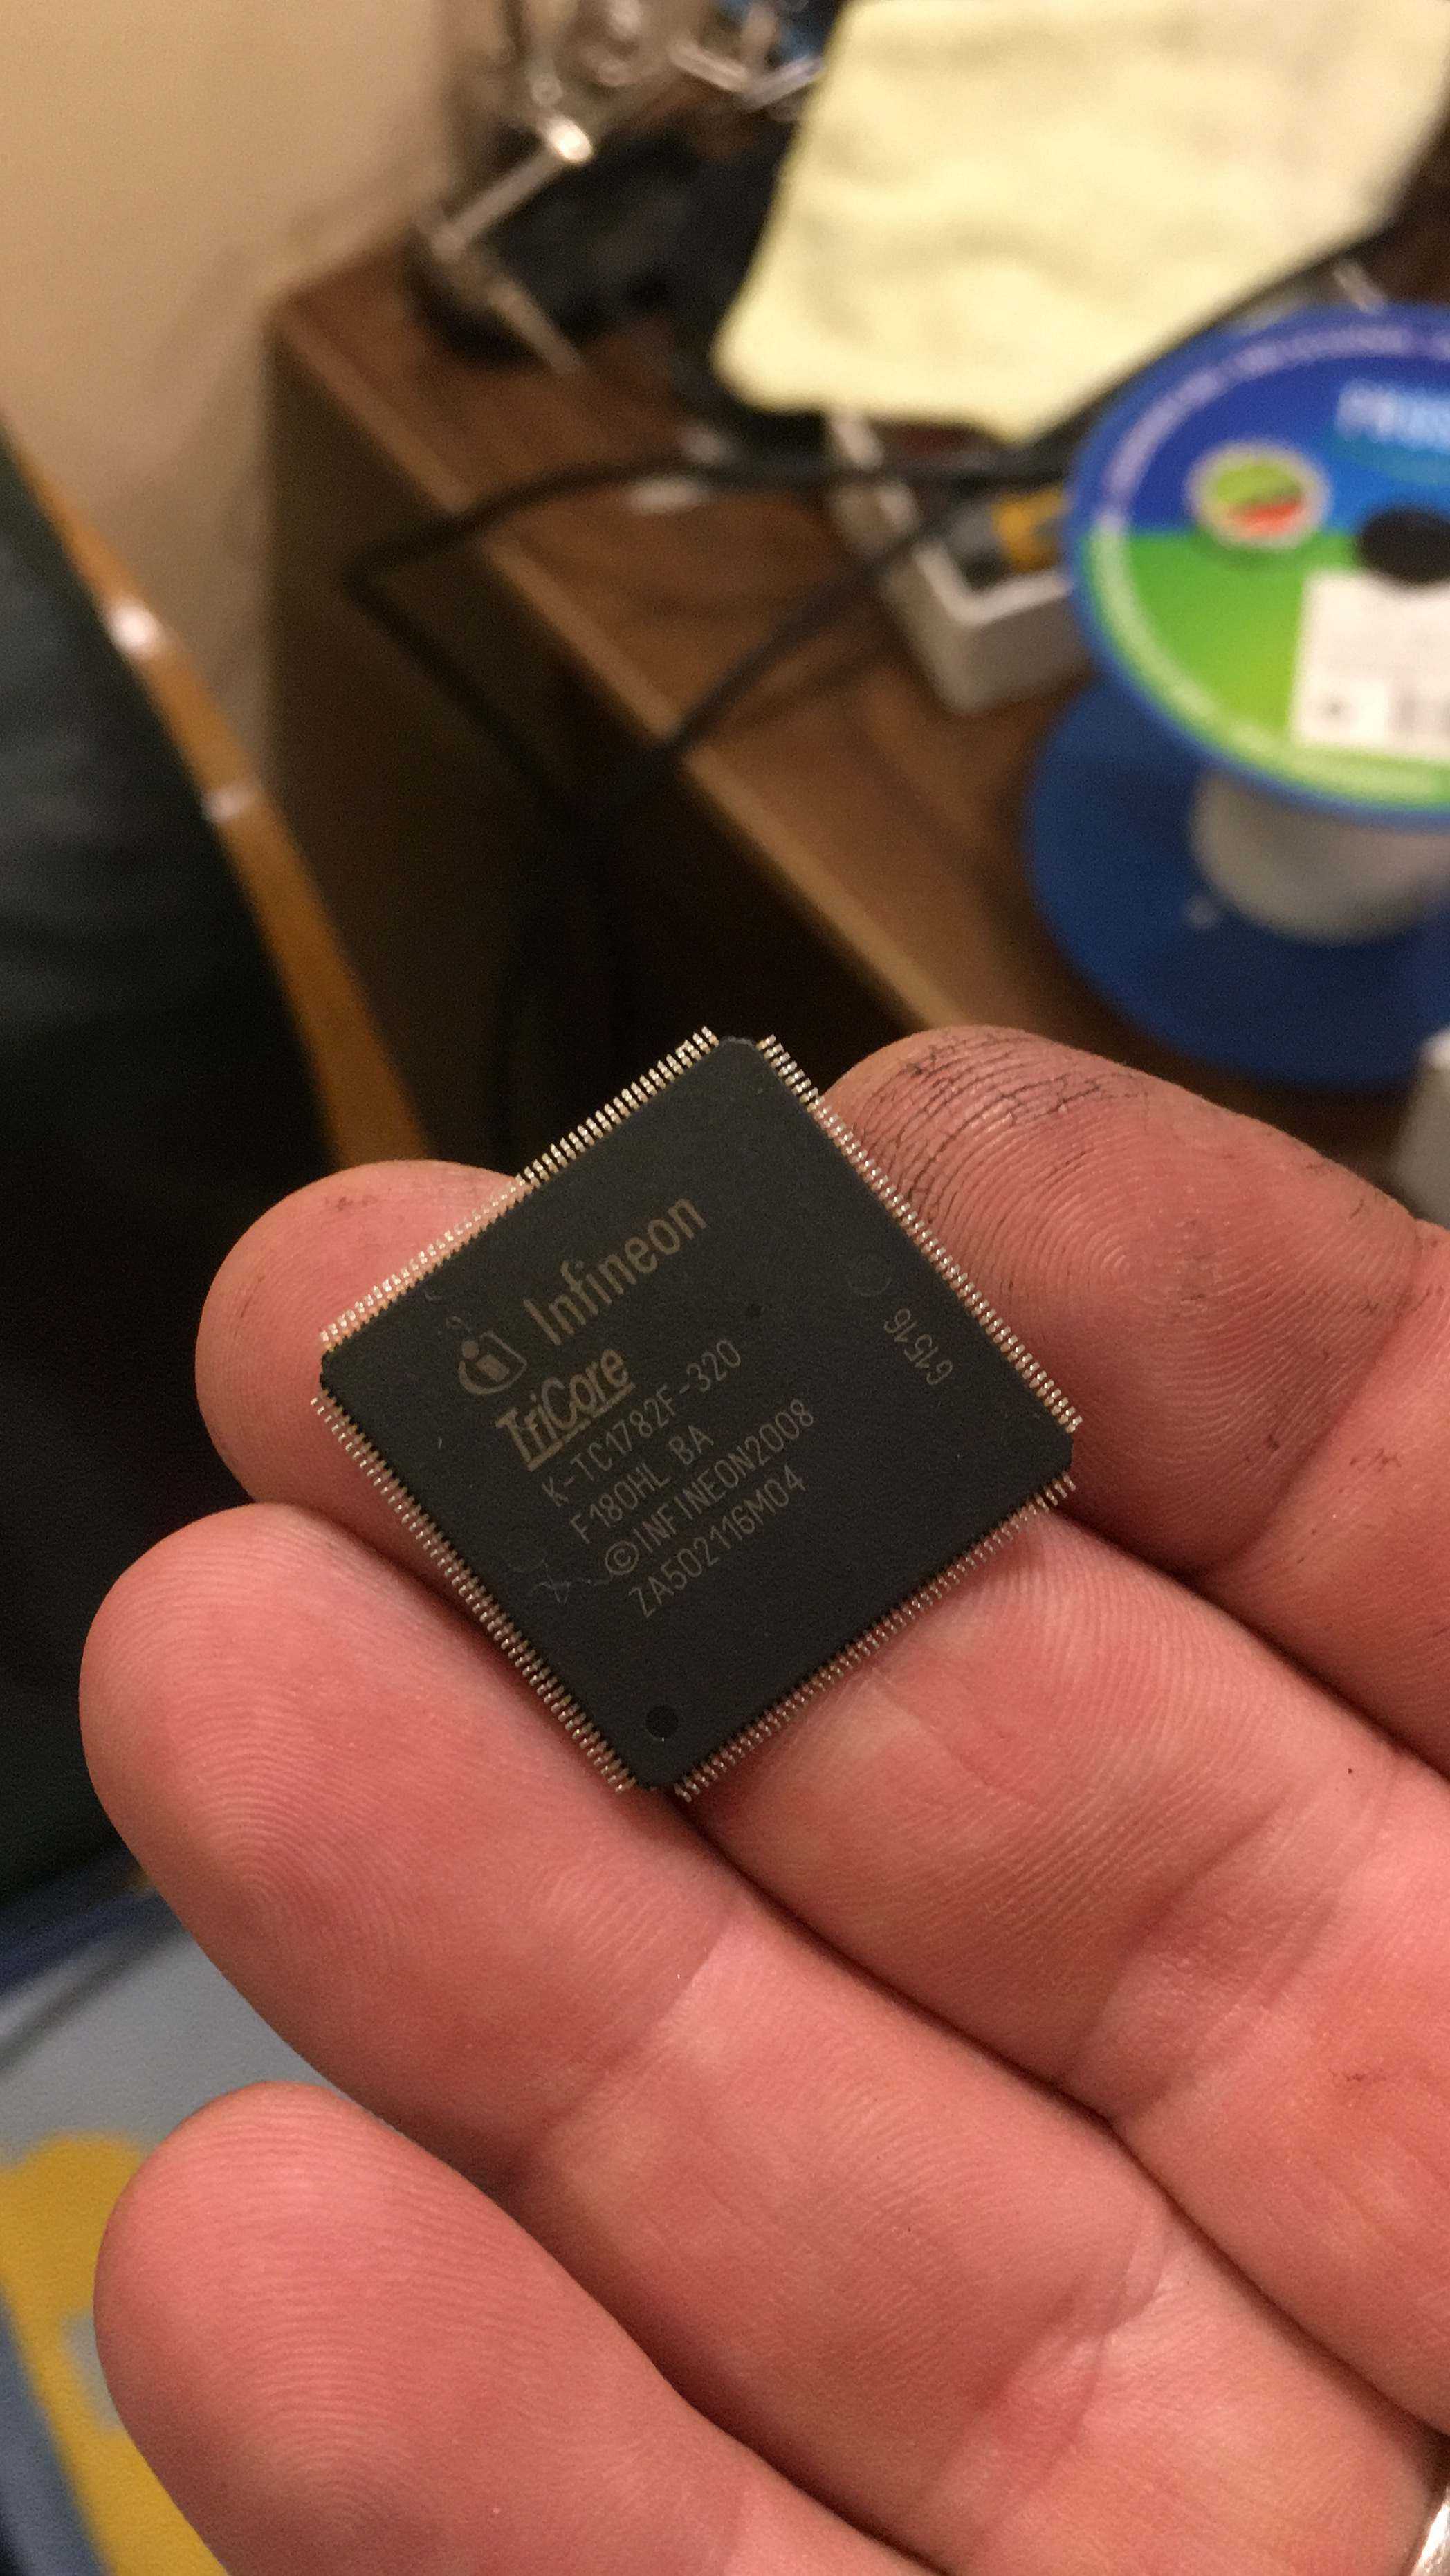 Infineon
TriCore
K-TC1782F-320
F180HL BA
©INFINEON2008
ZA502116M04
G1516